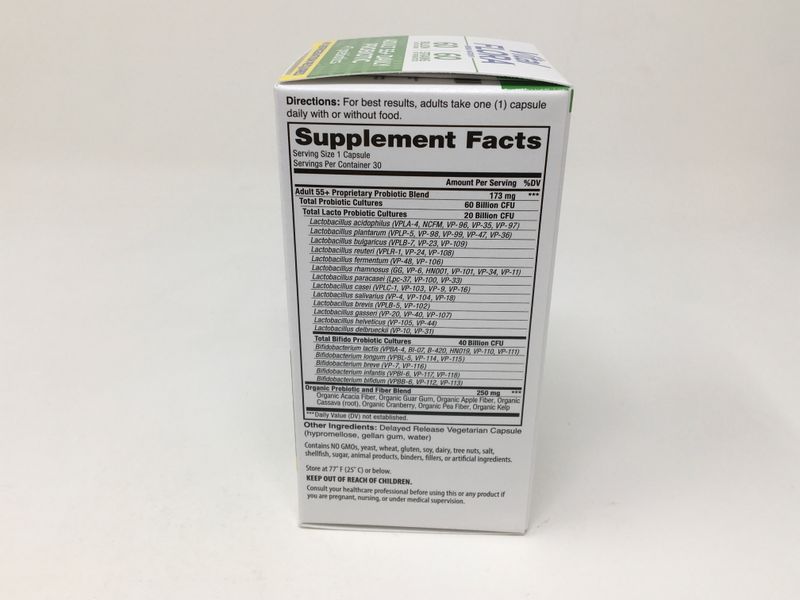 Vital
FLORA
60 60
BILLION STRAINS
ADULT 55+ DAILY
PROBIOTIC
Directions: For best results, adults take one (1) capsule
daily with or without food.
Supplement Facts
Serving Size 1 Capsule
Servings Per Container 30
Amount Per Serving %DV
Adult 55+ Proprietary Probiotic Blend 173 mg ***
Total Probiotic Cultures 60 Billion CFU
Total Lacto Probiotic Cultures 20 Billion CFU
Lactobacillus acidophilus (VPLA-4, NCFM, VP-96, VP-35, VP-97)
Lactobacillus plantarum (VPLP-5, VP-98, VP-99, VP-47, VP-36)
Lactobacillus bulgaricus (VPLB-7, VP-23, VP-109)
Lactobacillus reuteri (VPLR-1, VP-24, VP-108)
Lactobacillus fermentum (VP-48, VP-106)
Lactobacillus rhamnosus (GG, VP-6, HN001, VP-101, VP-34, VP-11)
Lactobacillus paracasei (Lpc-37, VP-100, VP-33)
Lactobacillus casei (VPLC-1, VP-103, VP-9, VP-16)
Lactobacillus salivarius (VP-4, VP-104, VP-18)
Lactobacillus brevis (VPLB-5, VP-102)
Lactobacillus gasseri (VP-20, VP-40, VP-107)
Lactobacillus helveticus (VP-105, VP-44)
Lactobacillus delbrueckii (VP-10, VP-31)
Total Bifido Probiotic Cultures 40 Billion CFU
Bifidobacterium lactis (VPBA-4, BI-07, B-420, HN019, VP-110, VP-111)
Bifidobacterium longum (VPBL-5, VP-114, VP-115)
Bifidobacterium breve (VP-7, VP-116)
Bifidobacterium infantis (VPBI-6, VP-117, VP-118)
Bifidobacterium bifidum (VPBB-6, VP-112, VP-113)
Organic Prebiotic and Fiber Blend 250 mg ***
Organic Acacia Fiber, Organic Guar Gum, Organic Apple Fiber, Organic
Cassava (root), Organic Cranberry, Organic Pea Fiber, Organic Kelp
***Daily Value (DV) not established.
Other Ingredients: Delayed Release Vegetarian Capsule
(hypromellose, gellan gum, water)
Contains NO GMOs, yeast, wheat, gluten, soy, dairy, tree nuts, salt,
shellfish, sugar, animal products, binders, fillers, or artificial ingredients.
Store at 77° F (25° C) or below.
KEEP OUT OF REACH OF CHILDREN.
Consult your healthcare professional before using this or any product if
you are pregnant, nursing, or under medical supervision.